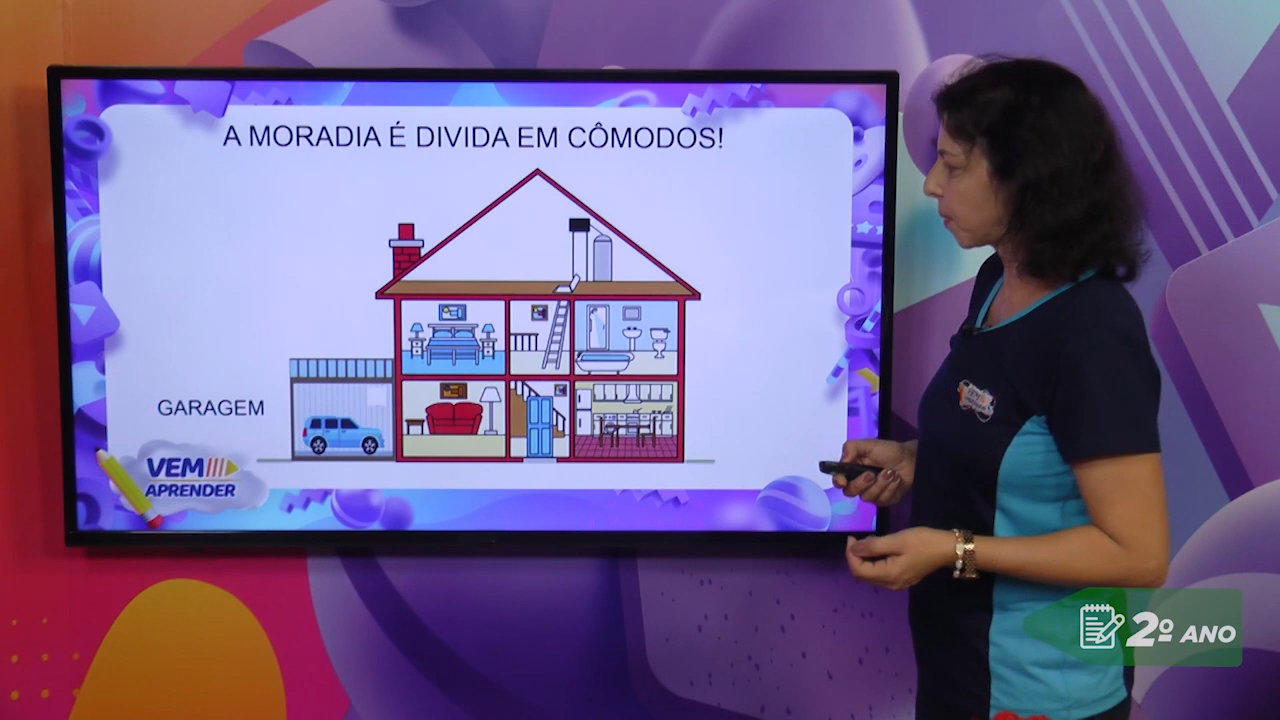 A MORADIA É DIVIDA EM CÔMODOS!
GARAGEM
VEM
APRENDER
2º ANO